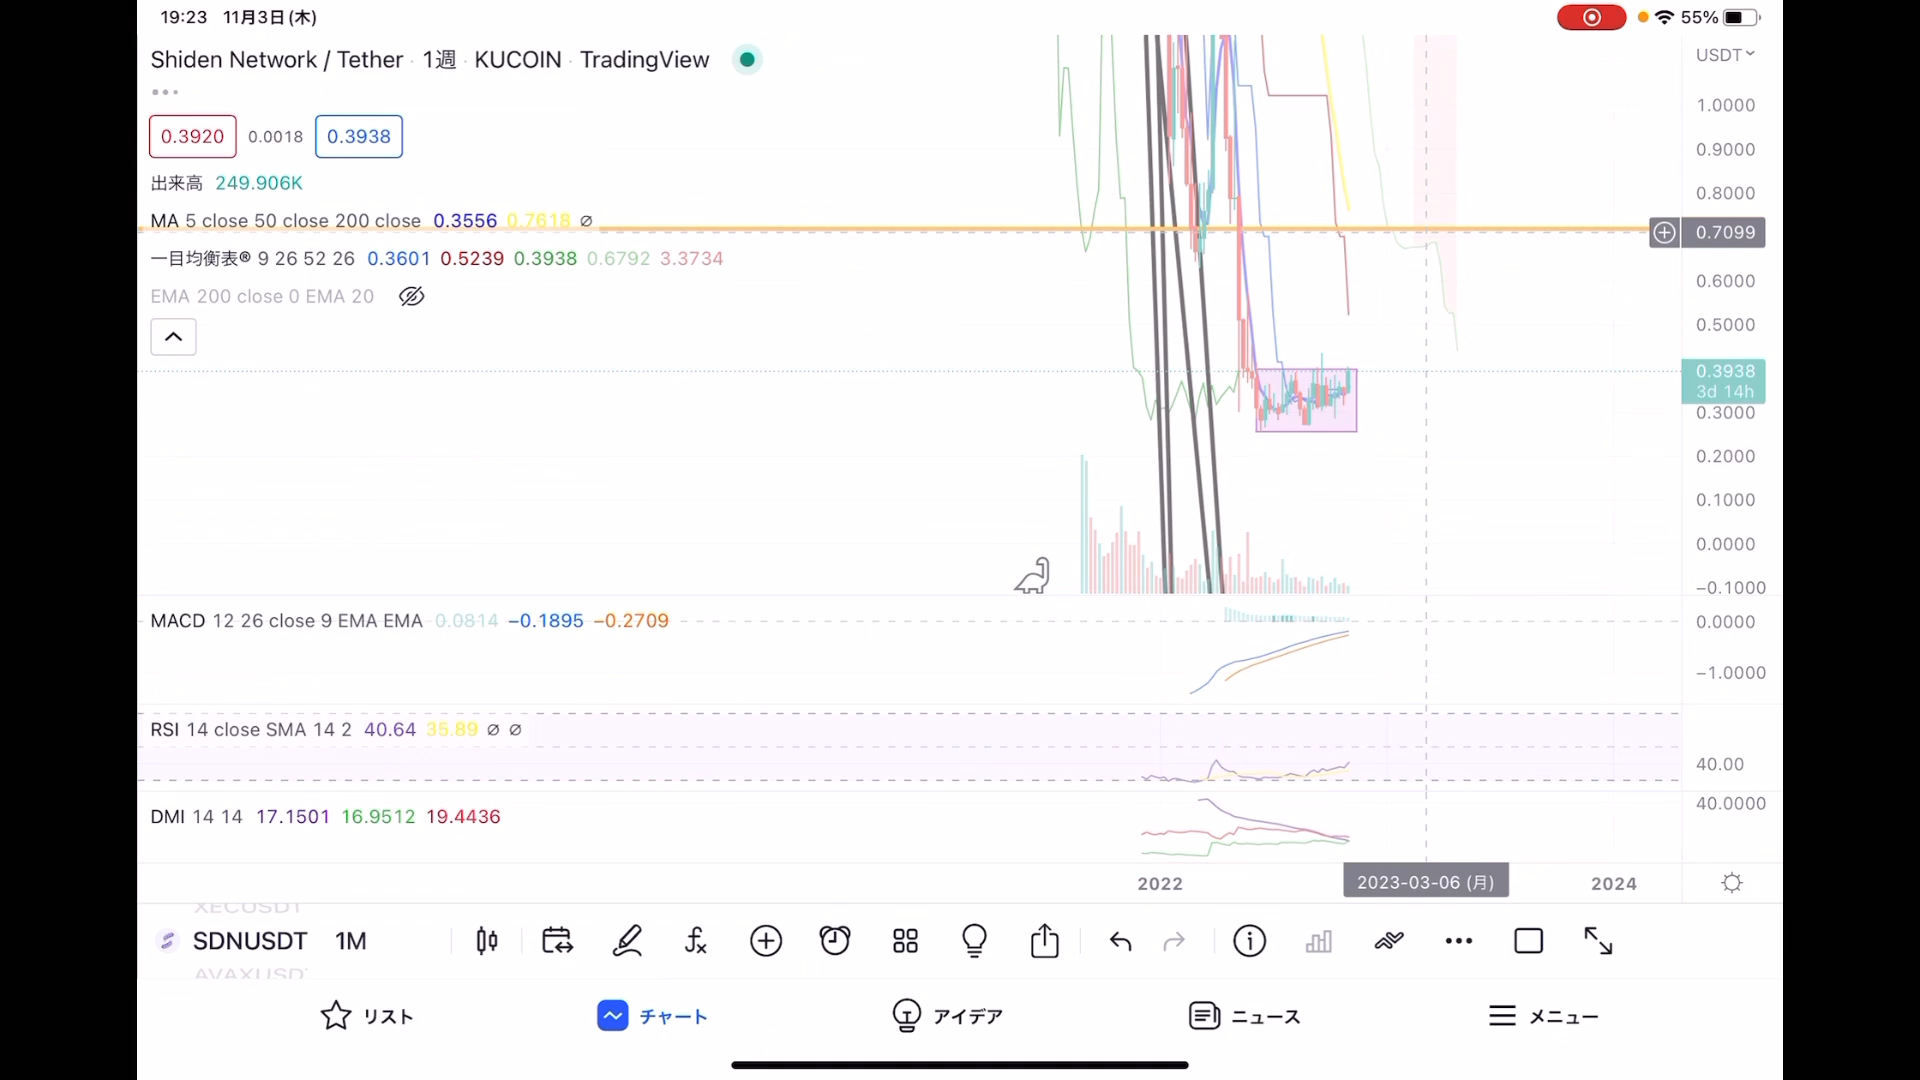 19:23 11月3日(木) 55%
Shiden Network / Tether · 1週 · KUCOIN · TradingView
USDT
0.3920 0.0018 0.3938
出来高 249.906K
MA 5 close 50 close 200 close 0.3556 0.7618 ∅
一目均衡表® 9 26 52 26 0.3601 0.5239 0.3938 0.6792 3.3734
EMA 200 close 0 EMA 20
1.0000
0.9000
0.8000
0.7099
0.6000
0.5000
0.3938
3d 14h
0.3000
0.2000
0.1000
0.0000
−0.1000
MACD 12 26 close 9 EMA EMA 0.0814 −0.1895 −0.2709
0.0000
−1.0000
RSI 14 close SMA 14 2 40.64 35.89 ∅ ∅
40.00
DMI 14 14 17.1501 16.9512 19.4436
40.0000
2022 2023-03-06 (月) 2024
XECUSDT
SDNUSDT 1M
AVAXUSDT
リスト チャート アイデア ニュース メニュー